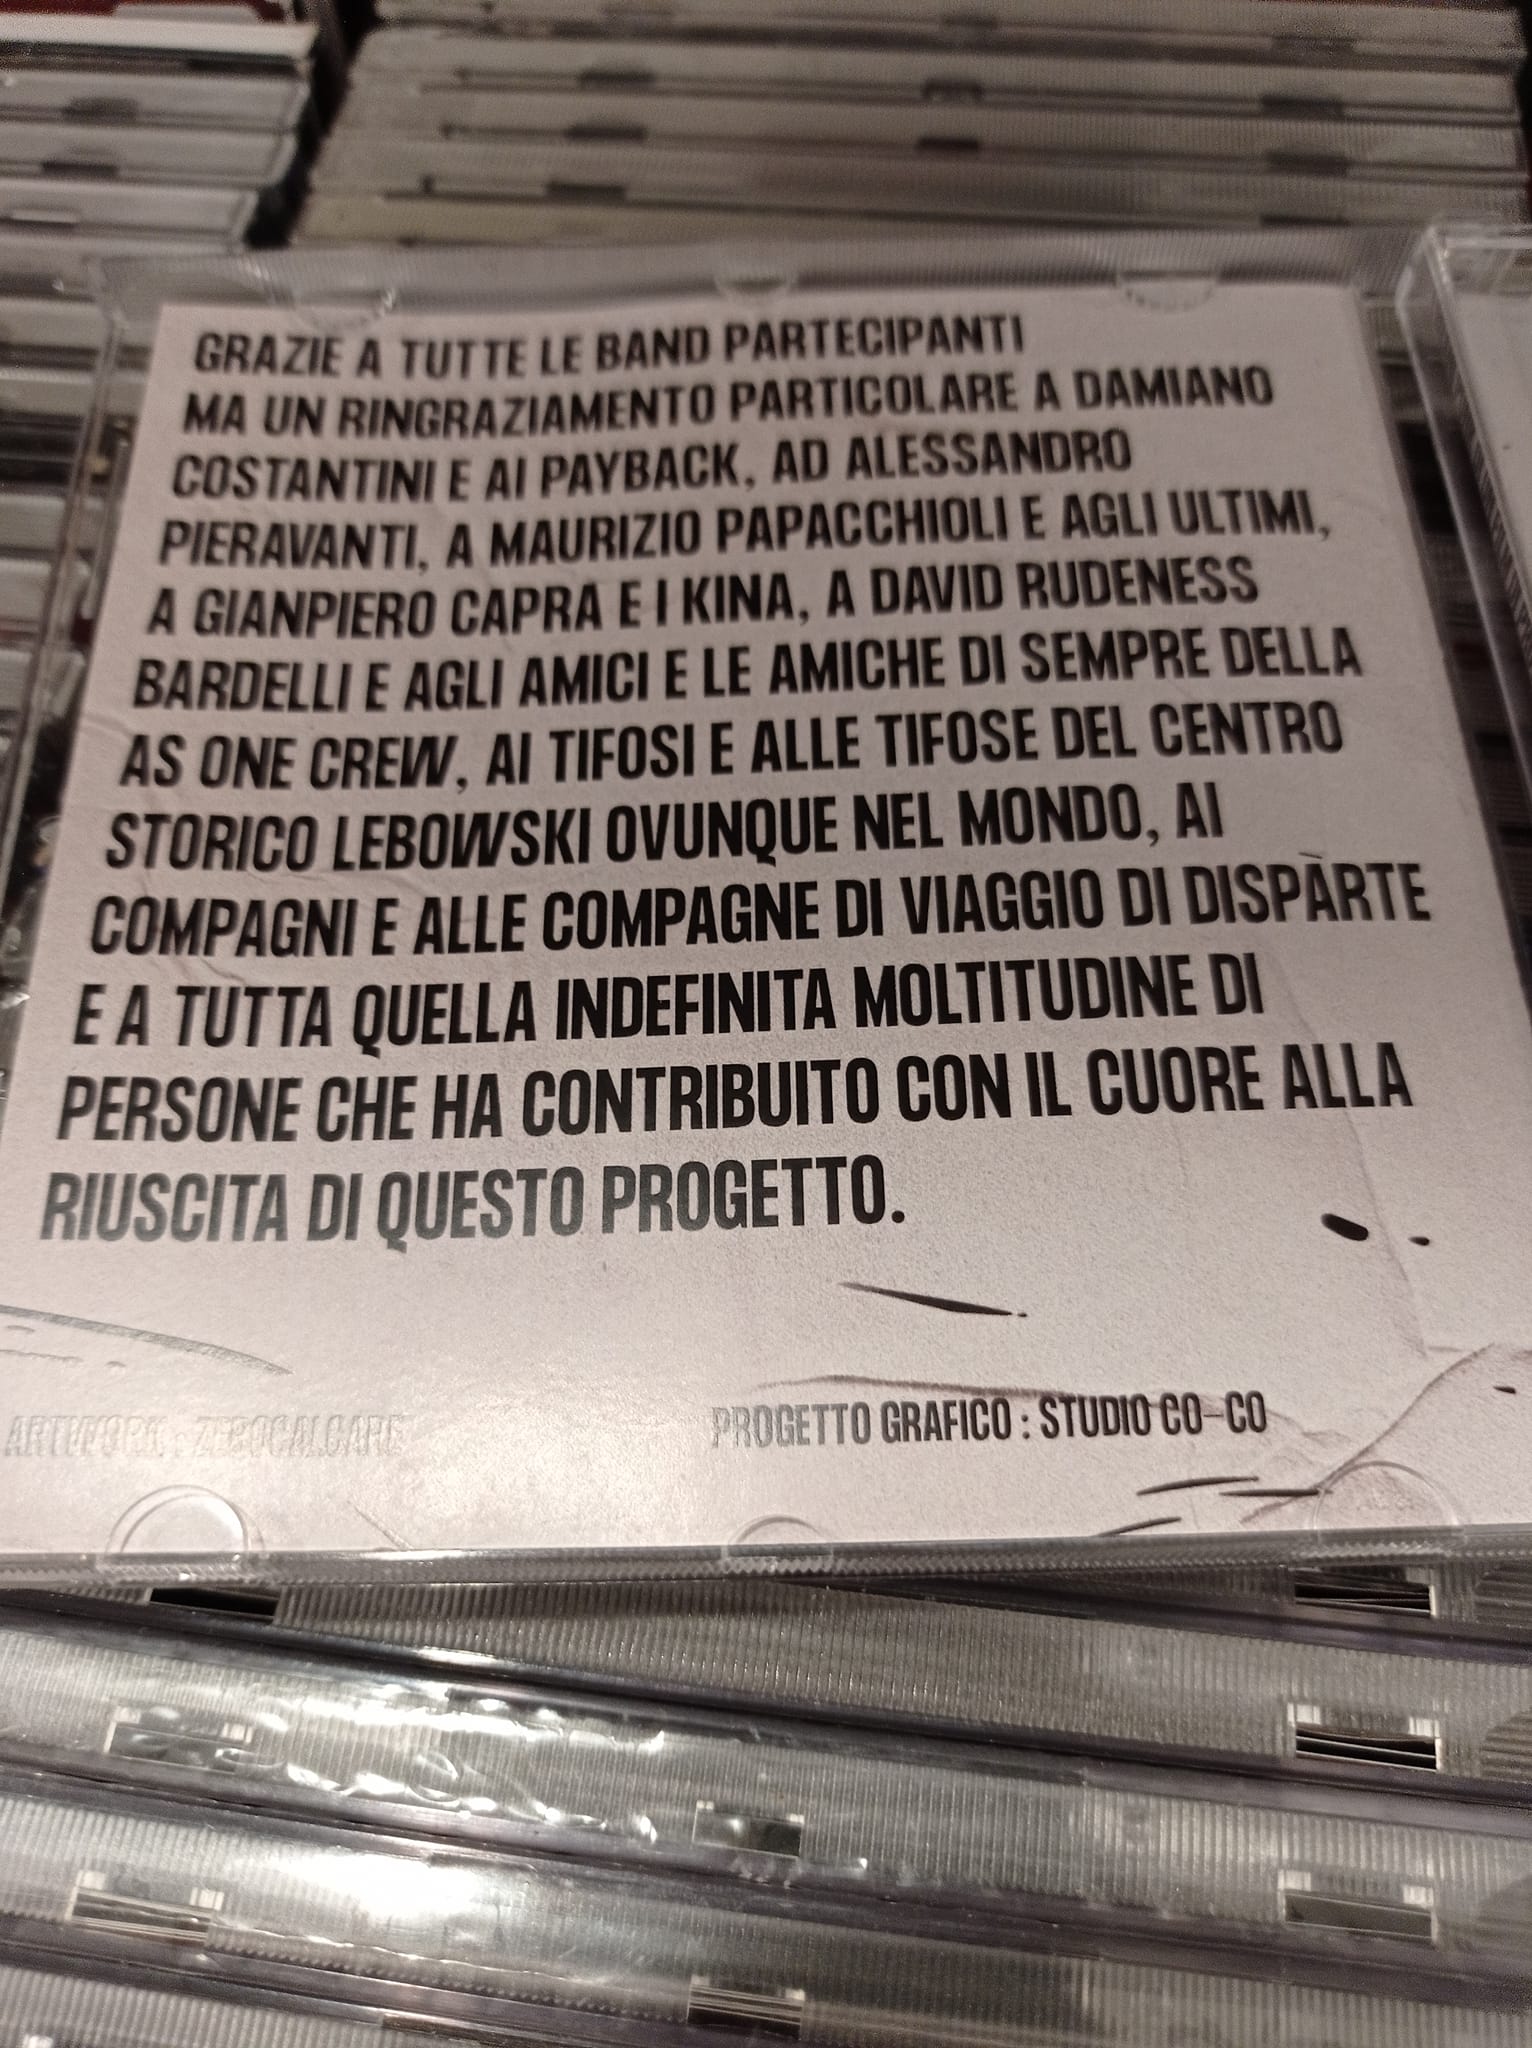 GRAZIE A TUTTE LE BAND PARTECIPANTI
MA UN RINGRAZIAMENTO PARTICOLARE A DAMIANO
COSTANTINI E AI PAYBACK, AD ALESSANDRO
PIERAVANTI, A MAURIZIO PAPACCHIOLI E AGLI ULTIMI,
A GIANPIERO CAPRA E I KINA, A DAVID RUDENESS
BARDELLI E AGLI AMICI E LE AMICHE DI SEMPRE DELLA
AS ONE CREW, AI TIFOSI E ALLE TIFOSE DEL CENTRO
STORICO LEBOWSKI OVUNQUE NEL MONDO, AI
COMPAGNI E ALLE COMPAGNE DI VIAGGIO DI DISPÀRTE
E A TUTTA QUELLA INDEFINITA MOLTITUDINE DI
PERSONE CHE HA CONTRIBUITO CON IL CUORE ALLA
RIUSCITA DI QUESTO PROGETTO.
ARTWORK : ZEROCALCARE
PROGETTO GRAFICO : STUDIO CO-CO